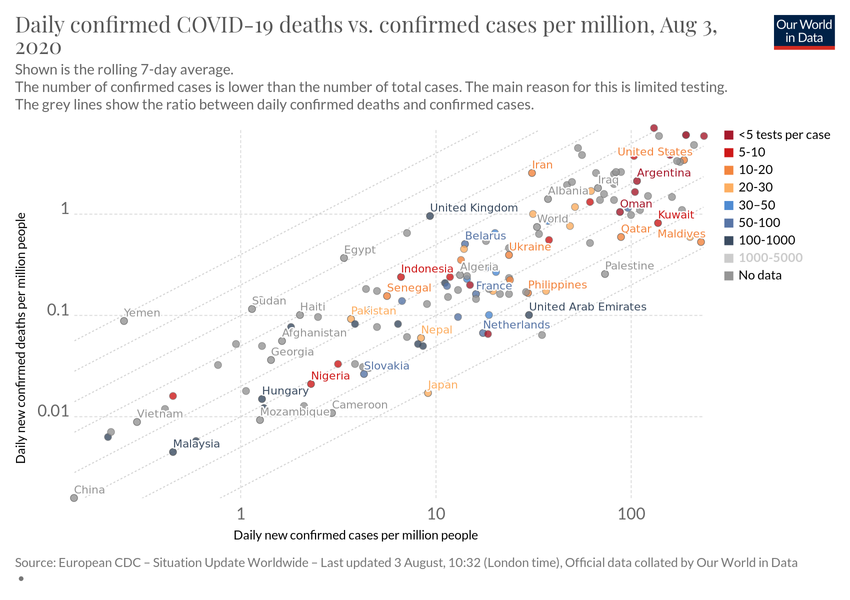 Daily confirmed COVID-19 deaths vs. confirmed cases per million, Aug 3,
2020
Our World
in Data
Shown is the rolling 7-day average.
The number of confirmed cases is lower than the number of total cases. The main reason for this is limited testing.
The grey lines show the ratio between daily confirmed deaths and confirmed cases.
<5 tests per case
5-10
10-20
20-30
30–50
50-100
100-1000
1000-5000
No data
Daily new confirmed deaths per million people
1
0.1
0.01
United States
Iran
Argentina
Iraq
Albania
Oman
United Kingdom
Kuwait
World
Qatar
Maldives
Belarus
Ukraine
Egypt
Indonesia
Algeria
Palestine
Senegal
France
Philippines
Sudan
Haiti
Pakistan
United Arab Emirates
Yemen
Netherlands
Afghanistan
Nepal
Georgia
Slovakia
Nigeria
Japan
Hungary
Cameroon
Vietnam
Mozambique
Malaysia
China
1
10
100
Daily new confirmed cases per million people
Source: European CDC – Situation Update Worldwide – Last updated 3 August, 10:32 (London time), Official data collated by Our World in Data